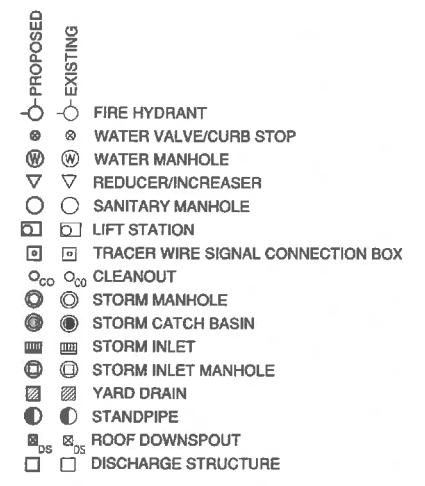 PROPOSED
EXISTING
FIRE HYDRANT
WATER VALVE/CURB STOP
W W WATER MANHOLE
REDUCER/INCREASER
SANITARY MANHOLE
LIFT STATION
TRACER WIRE SIGNAL CONNECTION BOX
CO CO CLEANOUT
STORM MANHOLE
STORM CATCH BASIN
STORM INLET
STORM INLET MANHOLE
YARD DRAIN
STANDPIPE
DS DS ROOF DOWNSPOUT
DISCHARGE STRUCTURE